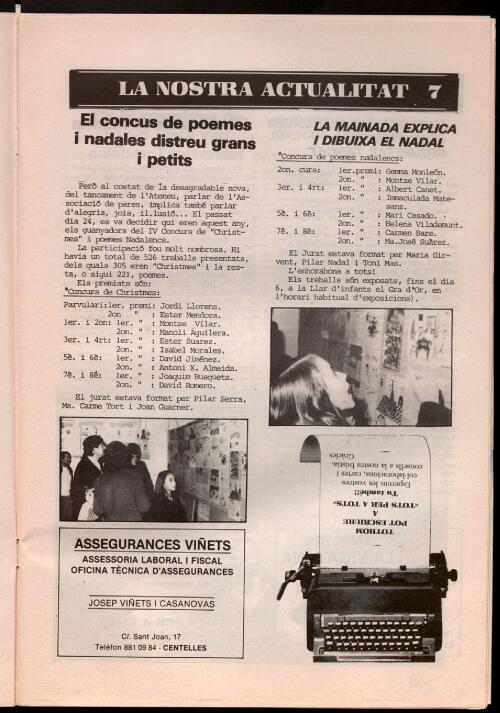 LA NOSTRA ACTUALITAT 7
El concus de poemes
i nadales distreu grans
i petits
Però al costat de la desagradable nova,
del tancament de l'Ateneu, parlar de l'As-
sociació de pares, implica també parlar
d'alegria, joia, il.lusió... El passat
dia 24, es va decidir qui eren aquest any,
els guanyadors del IV Concurs de "Christ-
mes" i poemes Nadalencs.
La participació fou molt nombrosa. Hi
havia un total de 526 treballs presentats,
dels quals 305 eren "Christmes" i la res-
ta, o sigui 221, poemes.
Els premiats són:
*Concurs de Christmes:
Parvulari: 1er. premi: Jordi Llorens.
2on " : Ester Mendoza.
1er. i 2on: 1er. " : Montse Vilar.
2on. " : Manoli Aguilera.
3er. i 4rt: 1er. " : Ester Suarez.
2on. " : Isabel Morales.
5è. i 6è: 1er. " : David Jiménez.
2on. " : Antoni X. Almaida.
7è. i 8è: 1er. " : Joaquim Busquets.
2on. " : David Romero.
El jurat estava format per Pilar Serra,
Ma. Carme Tort i Joan Guarner.
ASSEGURANCES VIÑETS
ASSESSORIA LABORAL I FISCAL
OFICINA TÈCNICA D'ASSEGURANCES
JOSEP VIÑETS I CASANOVAS
C/. Sant Joan, 17
Telèfon 881 09 84 - CENTELLES
LA MAINADA EXPLICA
I DIBUIXA EL NADAL
*Concurs de poemes nadalencs:
2on. curs: 1er.premi: Gemma Monleón.
2on. " : Montse Vilar.
3er. i 4rt: 1er. " : Albert Canet.
2on. " : Inmaculada Mate-
sanz.
5è. i 6è: 1er. " : Mari Casado.
2on. " : Helena Vilademunt.
7è. i 8è: 1er. " : Carmen Bare.
2on. " : Ma.José Suàrez.
El Jurat estava format per Maria Gir-
vent, Pilar Nadal i Toni Mas.
L'enhorabona a tots!
Els treballs són exposats, fins el dia
6, a la Llar d'infants el Gra d'Or, en
l'horari habitual d'exposicions).
TOTHOM
POT ESCRIURE
A
"TOTS PER A TOTS".
Tu també!!
Esperem les vostres
col·laboracions, cartes i
consells a la nostra bústia.
Gràcies